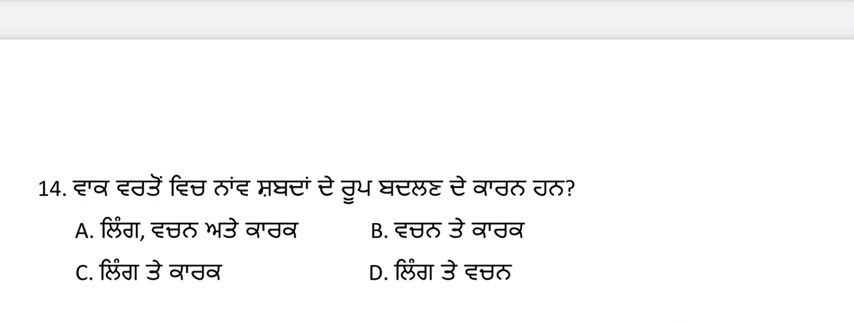 14. ਵਾਕ ਵਰਤੋਂ ਵਿਚ ਨਾਂਵ ਸ਼ਬਦਾਂ ਦੇ ਰੂਪ ਬਦਲਣ ਦੇ ਕਾਰਨ ਹਨ?
A. ਲਿੰਗ, ਵਚਨ ਅਤੇ ਕਾਰਕ B. ਵਚਨ ਤੇ ਕਾਰਕ
C. ਲਿੰਗ ਤੇ ਕਾਰਕ D. ਲਿੰਗ ਤੇ ਵਚਨ